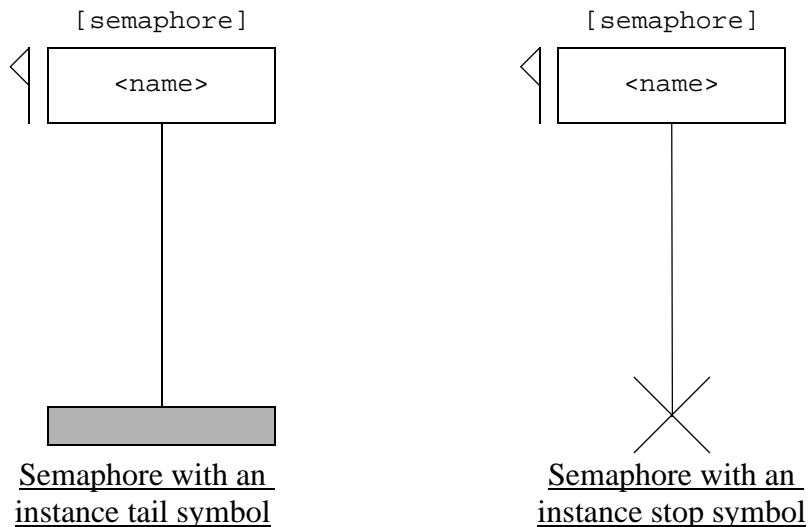 [semaphore]
<name>
Semaphore with an
instance tail symbol
[semaphore]
<name>
Semaphore with an
instance stop symbol